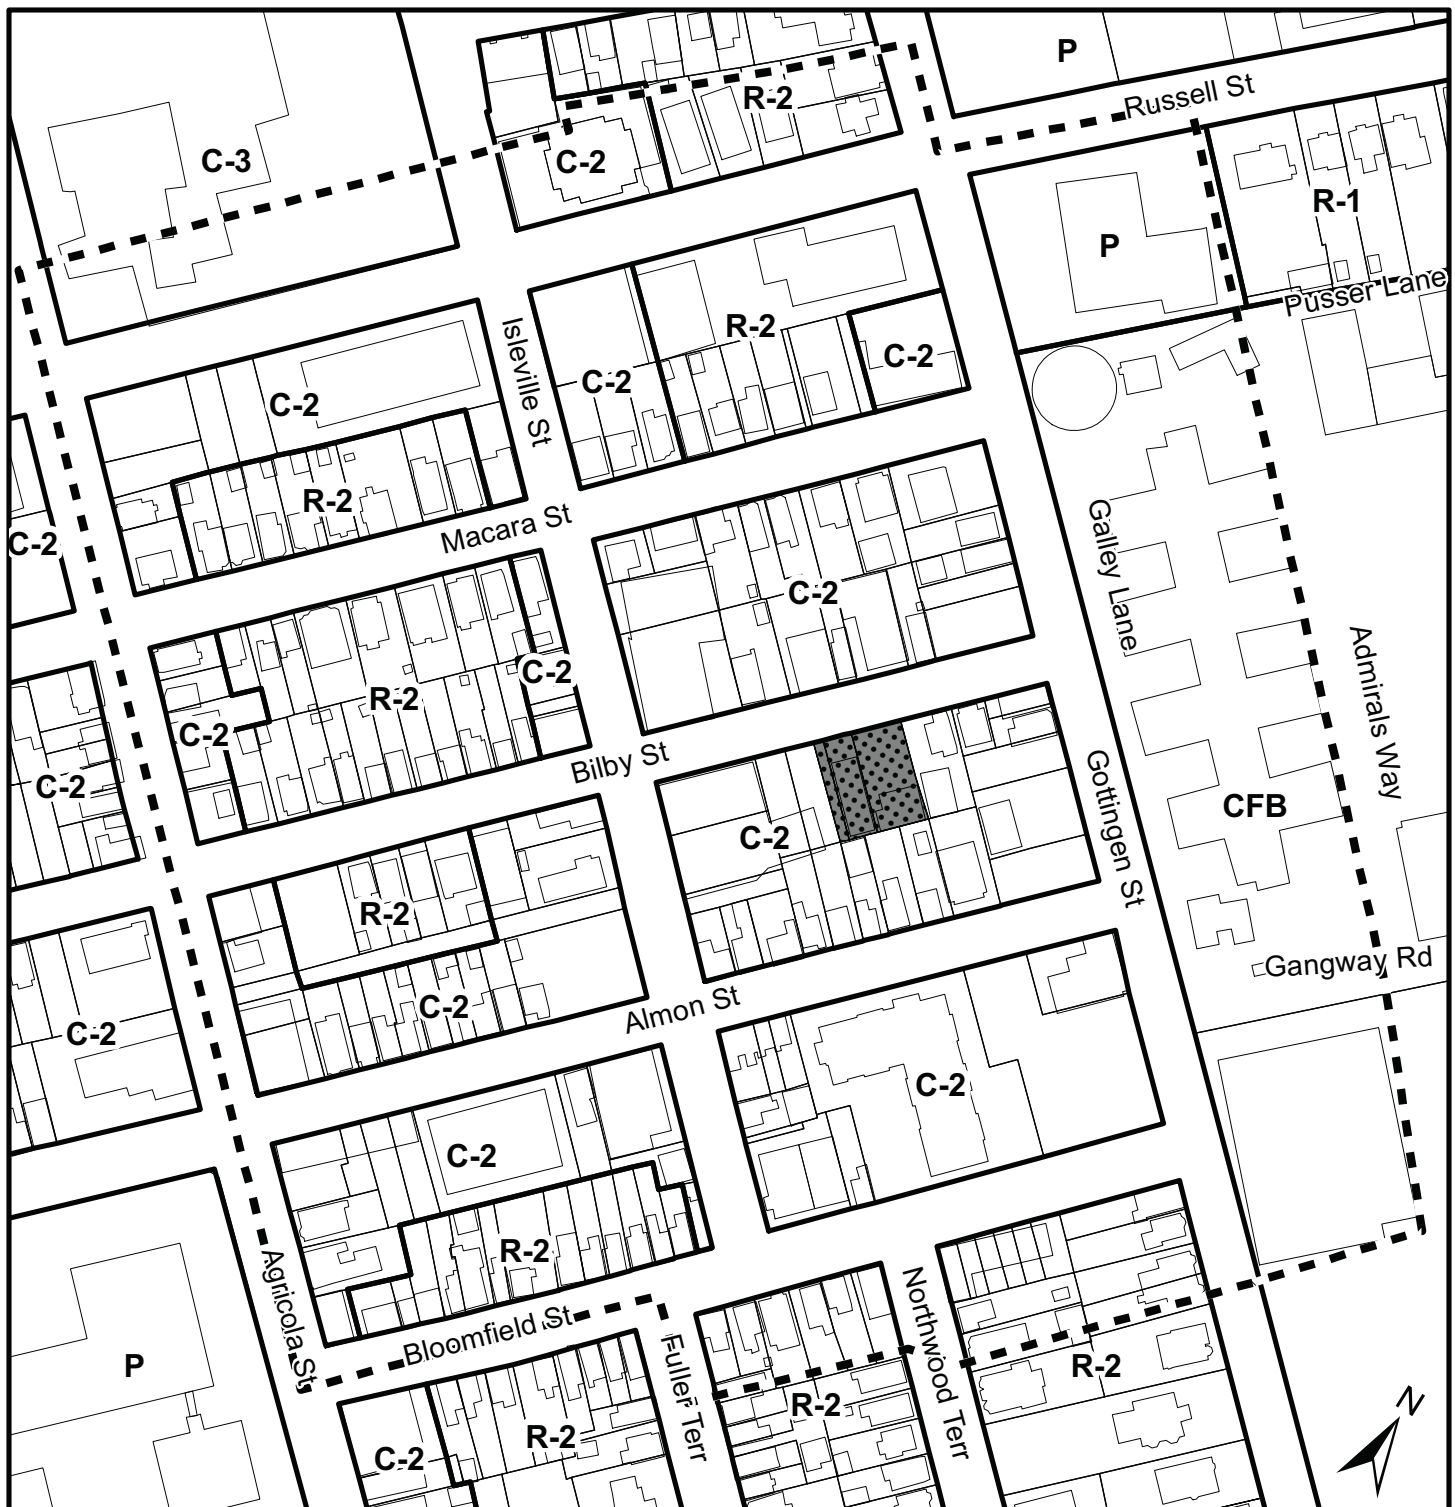 P
Russell St
R-2
C-3
C-2
R-1
P
Pusser Lane
Isleville St
R-2
C-2
C-2
C-2
R-2
Macara St
C-2
Galley Lane
C-2
Admirals Way
C-2
R-2
C-2
Bilby St
C-2
Gottingen St
CFB
C-2
R-2
Gangway Rd
C-2
Almon St
C-2
C-2
C-2
R-2
Agricola St
Bloomfield St
Northwood Terr
Fuller Terr
P
R-2
R-2
R-2
C-2
N